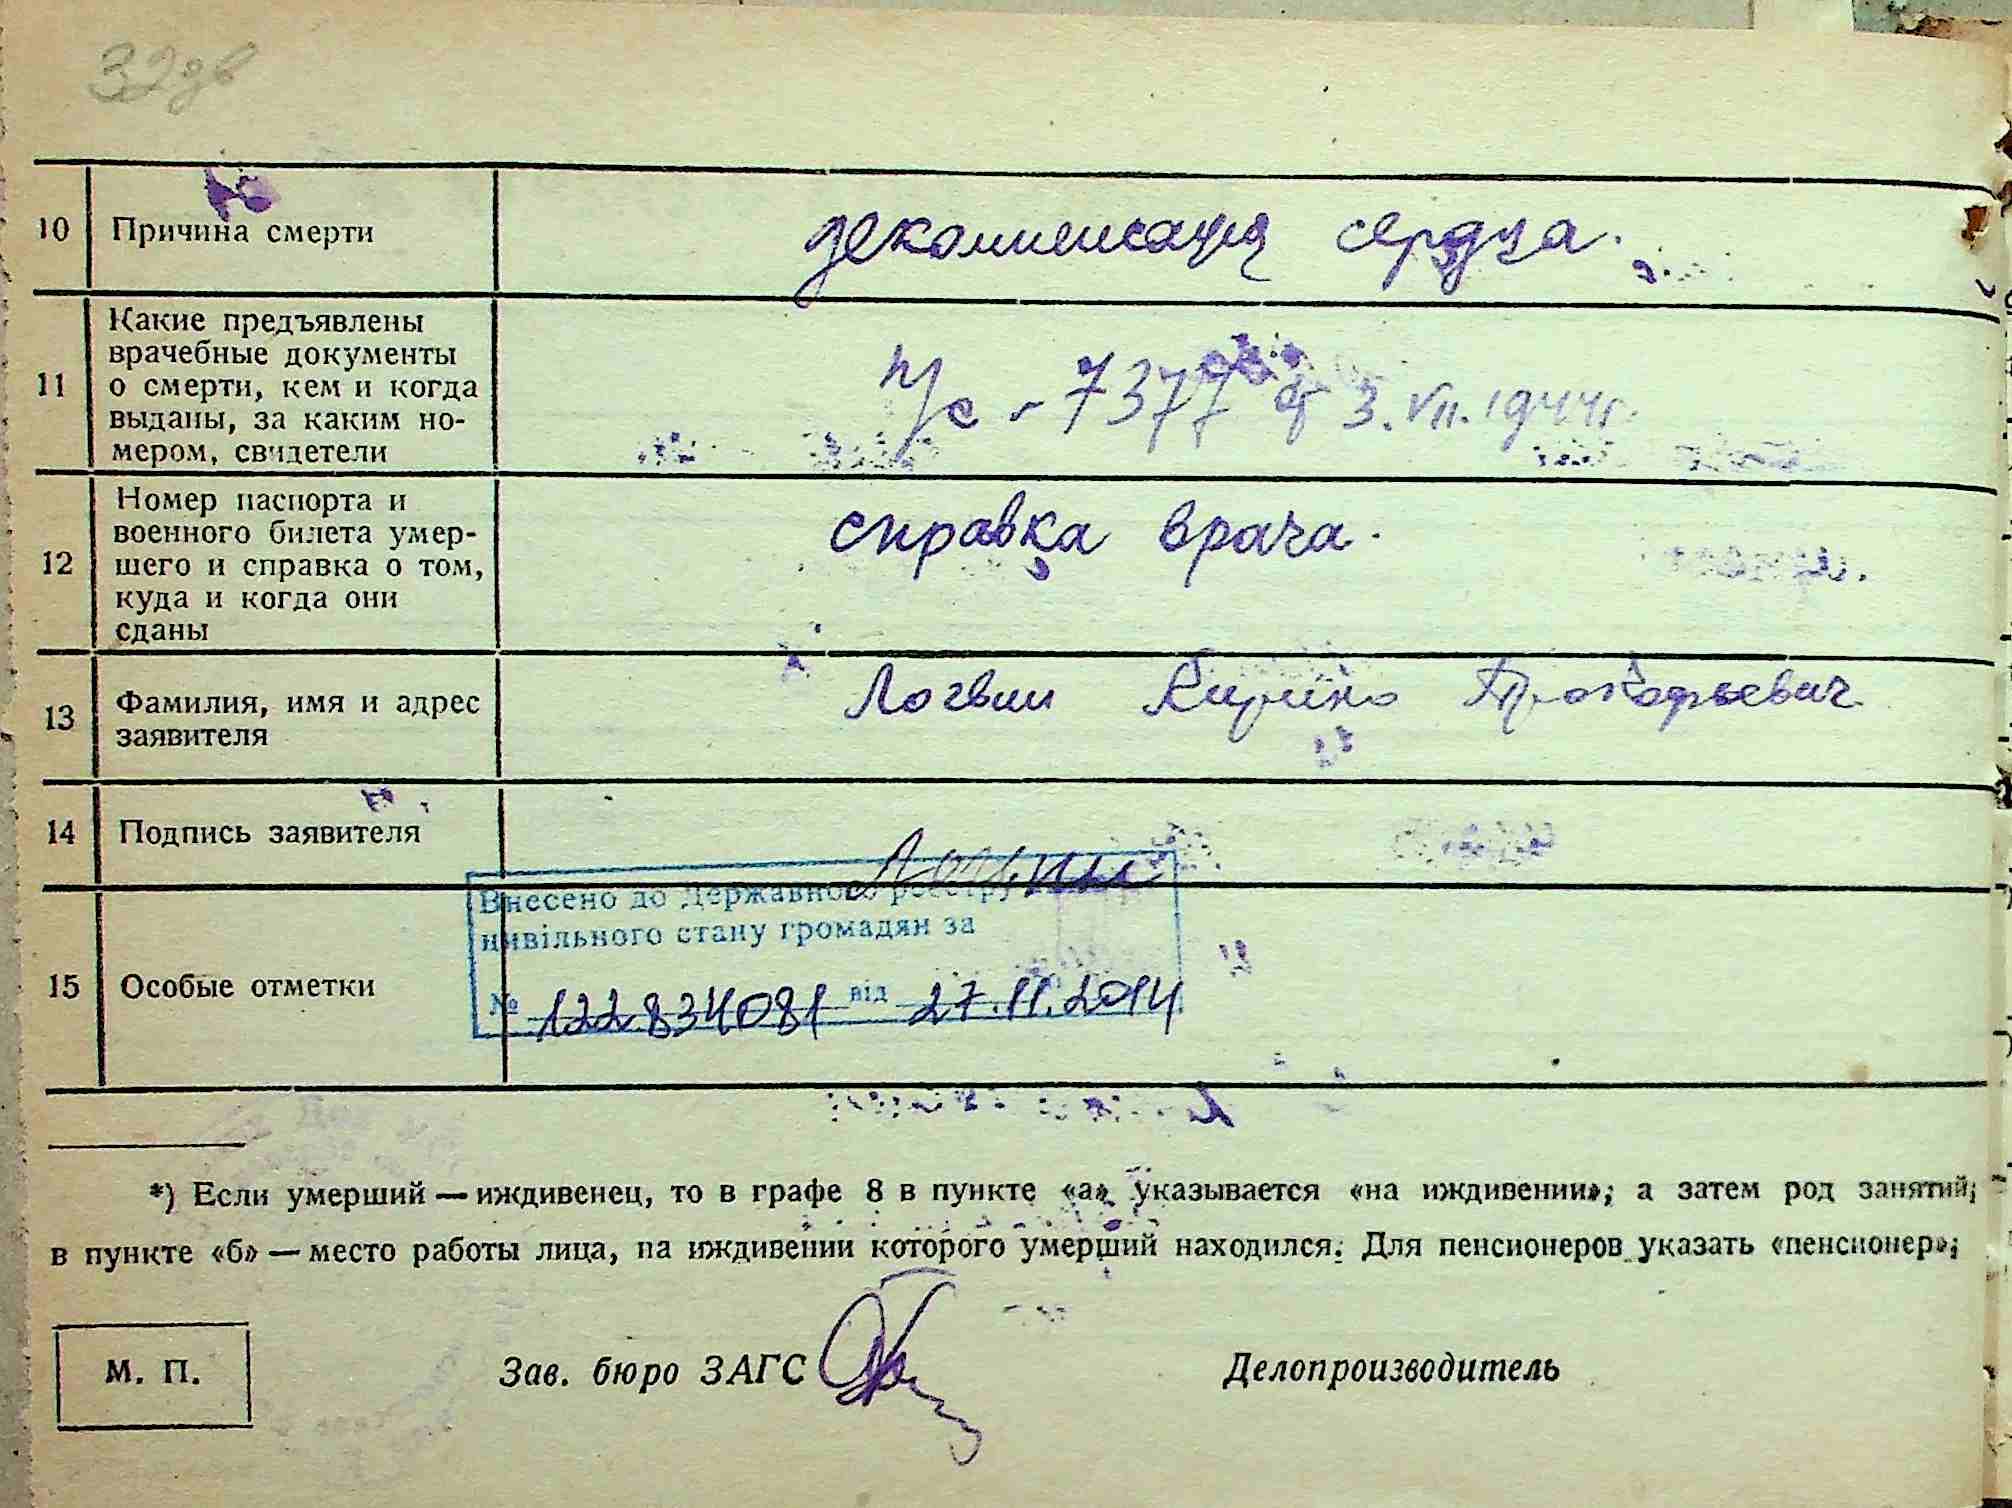 32 зв
10 Причина смерти декомпенсация сердца.
11 Какие предъявлены
врачебные документы
о смерти, кем и когда
выданы, за каким но-
мером, свидетели
п/с - 7377 от 3.VII.1944г.
12 Номер паспорта и
военного билета умер-
шего и справка о том,
куда и когда они
сданы
справка врача.
13 Фамилия, имя и адрес
заявителя
Логвин Прокофьевич
14 Подпись заявителя
15 Особые отметки
Внесено до Державного реєстру
цивільного стану громадян за
№ 122834081 від 27.11.2014
*) Если умерший — иждивенец, то в графе 8 в пункте «а» указывается «на иждивении»; а затем род занятий;
в пункте «б» — место работы лица, на иждивении которого умерший находился. Для пенсионеров указать «пенсионер»;
М. П. Зав. бюро ЗАГС Делопроизводитель